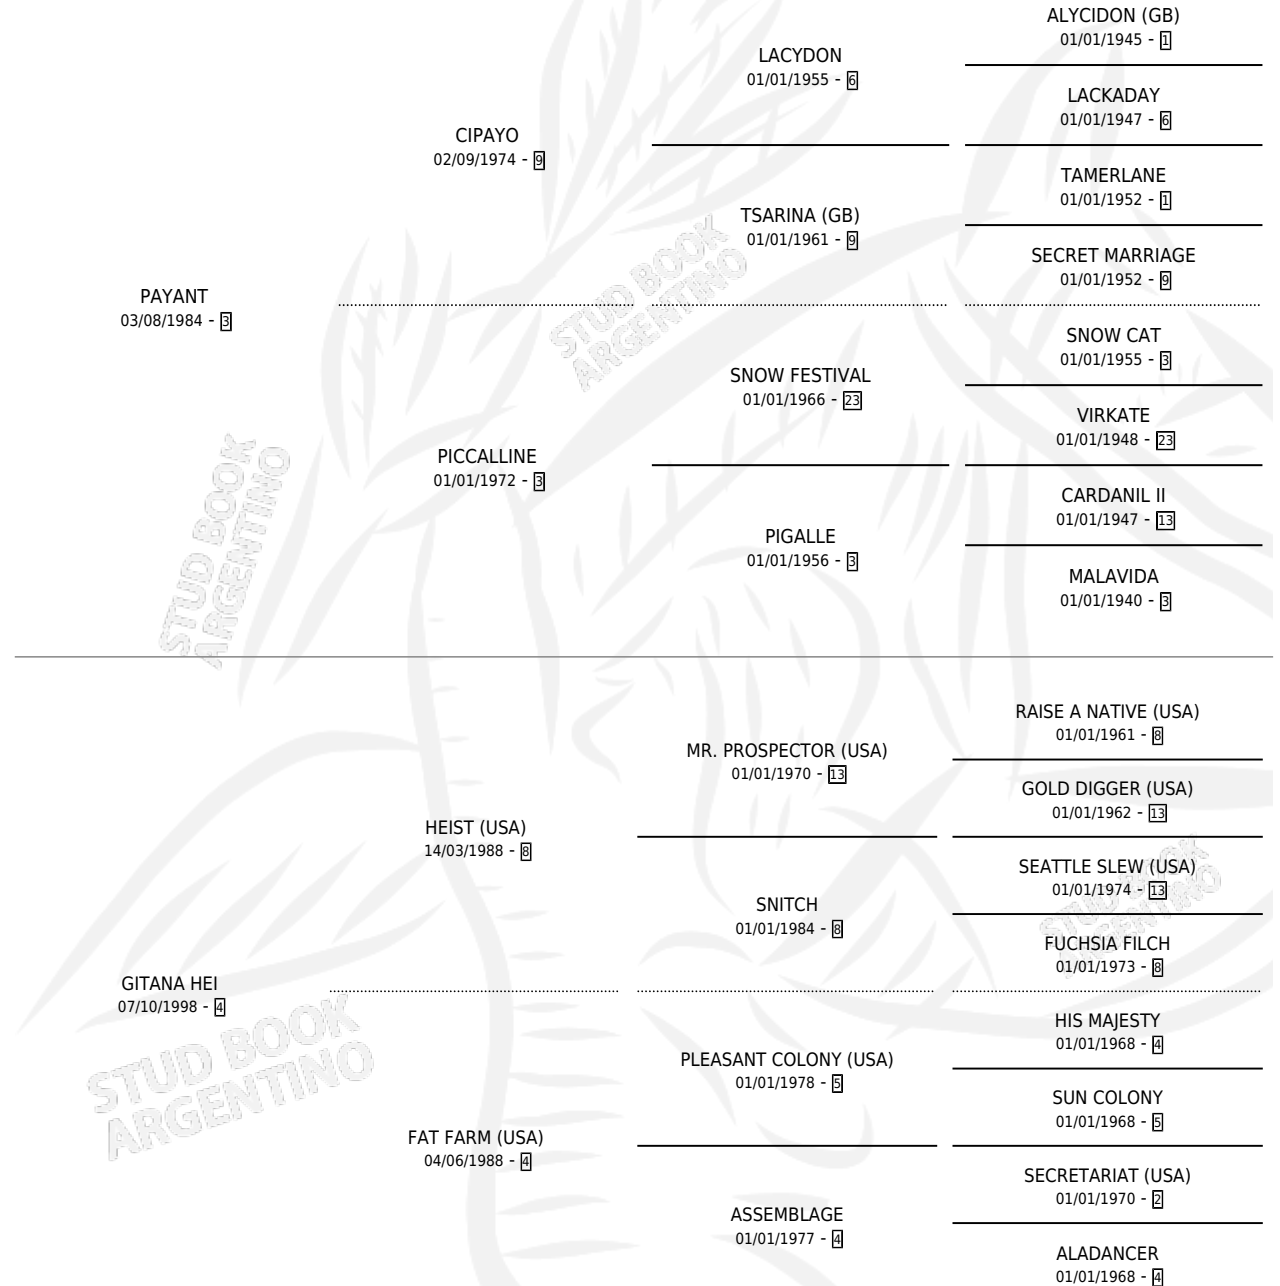 ALYCIDON (GB)
01/01/1945 - 1
LACYDON
01/01/1955 - 6
LACKADAY
01/01/1947 - 6
CIPAYO
02/09/1974 - 9
TAMERLANE
01/01/1952 - 1
TSARINA (GB)
01/01/1961 - 9
SECRET MARRIAGE
01/01/1952 - 9
PAYANT
03/08/1984 - 3
SNOW CAT
01/01/1955 - 3
SNOW FESTIVAL
01/01/1966 - 23
VIRKATE
01/01/1948 - 23
PICCALLINE
01/01/1972 - 3
CARDANIL II
01/01/1947 - 13
PIGALLE
01/01/1956 - 3
MALAVIDA
01/01/1940 - 3
STUD BOOK
ARGENTINO
STUD BOOK
ARGENTINO
RAISE A NATIVE (USA)
01/01/1961 - 8
MR. PROSPECTOR (USA)
01/01/1970 - 13
GOLD DIGGER (USA)
01/01/1962 - 13
HEIST (USA)
14/03/1988 - 8
SEATTLE SLEW (USA)
01/01/1974 - 13
SNITCH
01/01/1984 - 8
FUCHSIA FILCH
01/01/1973 - 8
GITANA HEI
07/10/1998 - 4
HIS MAJESTY
01/01/1968 - 4
PLEASANT COLONY (USA)
01/01/1978 - 5
SUN COLONY
01/01/1968 - 5
FAT FARM (USA)
04/06/1988 - 4
SECRETARIAT (USA)
01/01/1970 - 2
ASSEMBLAGE
01/01/1977 - 4
ALADANCER
01/01/1968 - 4
STUD BOOK
ARGENTINO
STUD BOOK
ARGENTINO